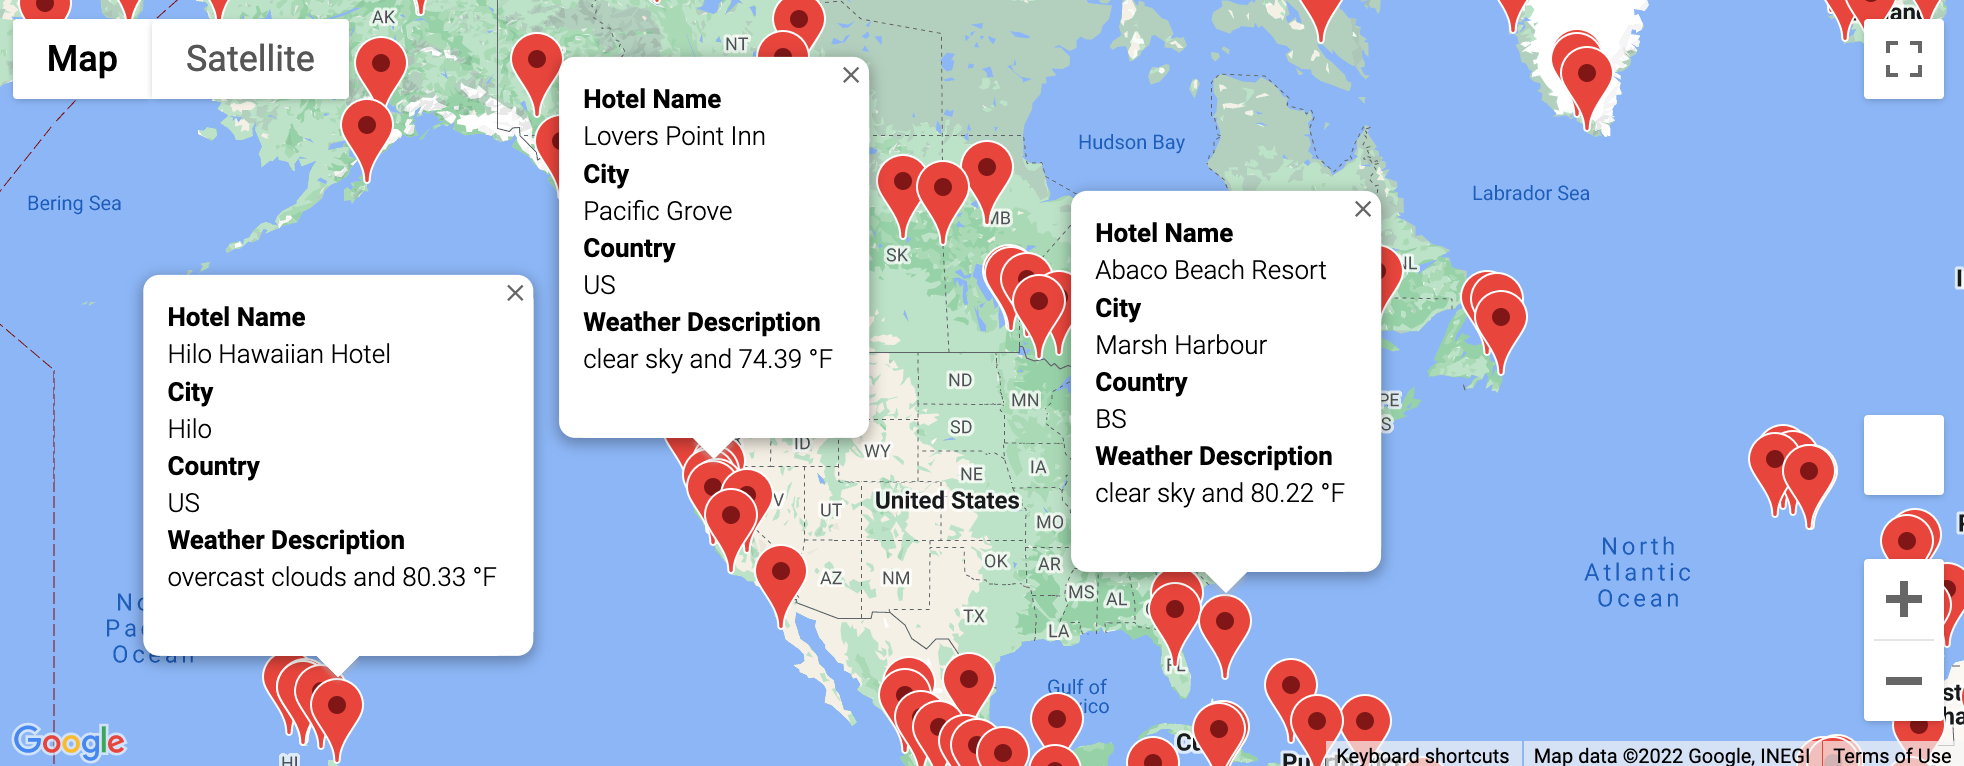 AK
NT
and
Map
Satellite
Hotel Name
Lovers Point Inn
City
Pacific Grove
Country
US
Weather Description
clear sky and 74.39 °F
Hudson Bay
Bering Sea
Labrador Sea
MB
SK
NL
Hotel Name
Abaco Beach Resort
City
Marsh Harbour
Country
BS
Weather Description
clear sky and 80.22 °F
Hotel Name
Hilo Hawaiian Hotel
City
Hilo
Country
US
Weather Description
overcast clouds and 80.33 °F
ND
MN
PE
SD
ID
WY
IA
NE
United States
UT
MO
OK
AR
AZ
NM
MS
AL
TX
LA
FL
North
Atlantic
Ocean
Ocean
Gulf of
Google
HI
Keyboard shortcuts
Map data ©2022 Google, INEGI
Terms of Use